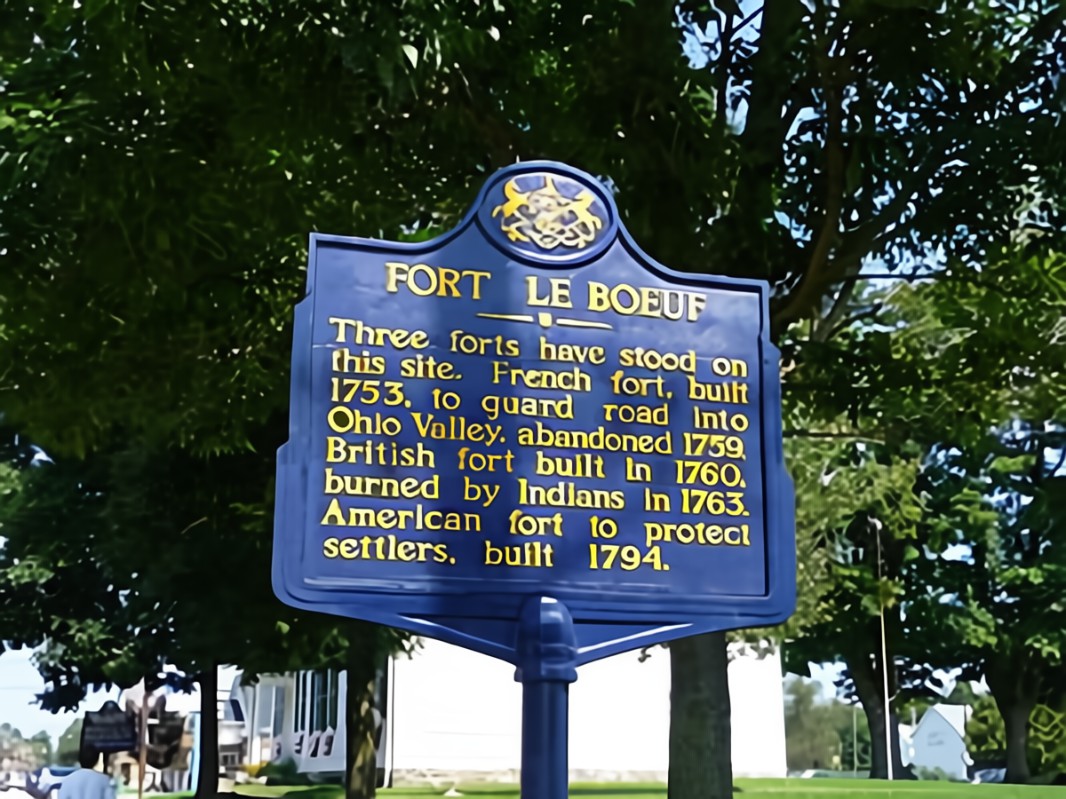 FORT LE BOEUF
Three forts have stood on
this site. French fort, built
1753, to guard road into
Ohio Valley, abandoned 1759.
British fort built in 1760,
burned by Indians in 1763.
American fort to protect
settlers, built 1794.